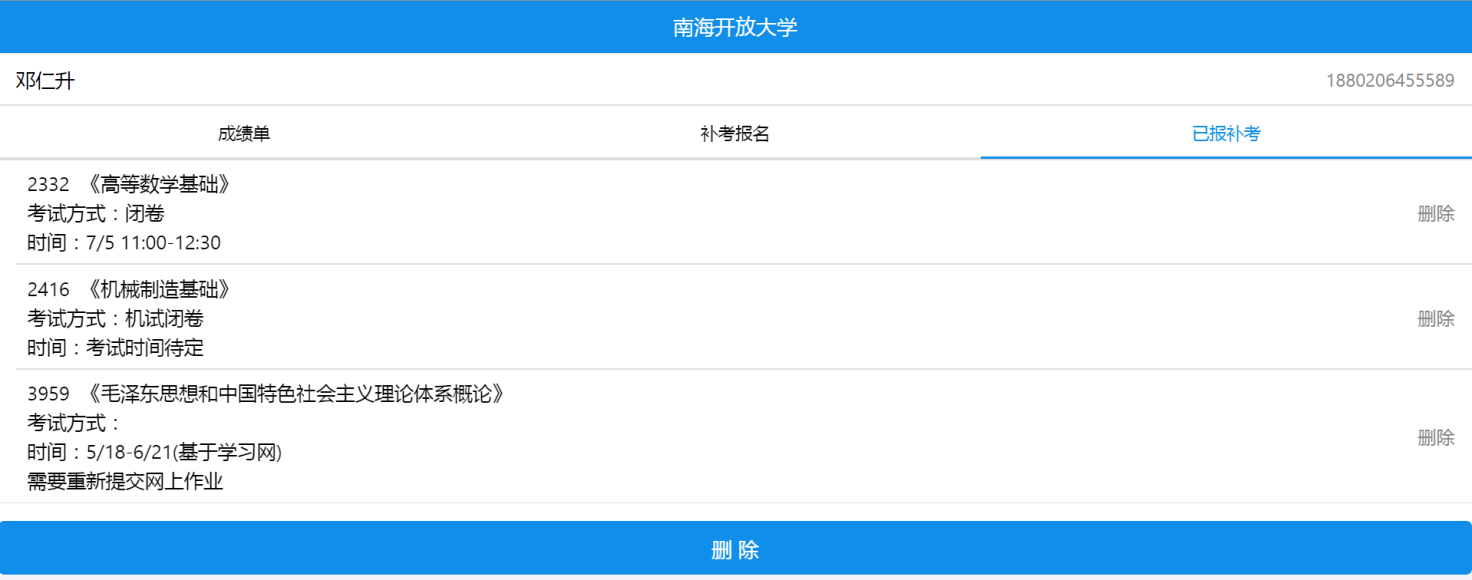 南海开放大学
邓仁升 1880206455589
成绩单 补考报名 已报补考
2332 《高等数学基础》
考试方式：闭卷 删除
时间：7/5 11:00-12:30
2416 《机械制造基础》
考试方式：机试闭卷 删除
时间：考试时间待定
3959 《毛泽东思想和中国特色社会主义理论体系概论》
考试方式：
删除
时间：5/18-6/21(基于学习网)
需要重新提交网上作业
删 除